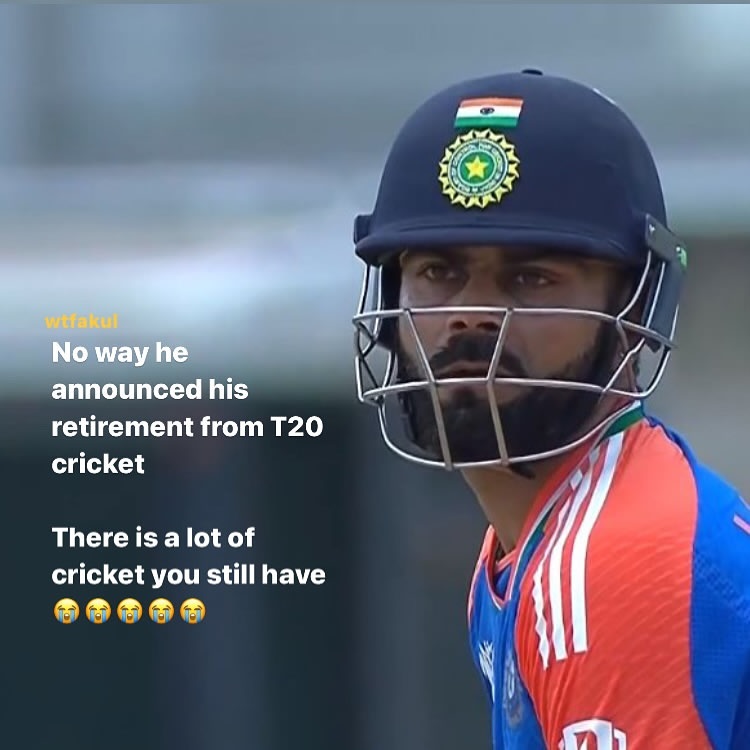 wtfakul
No way he
announced his
retirement from T20
cricket
There is a lot of
cricket you still have
😭😭😭😭😭